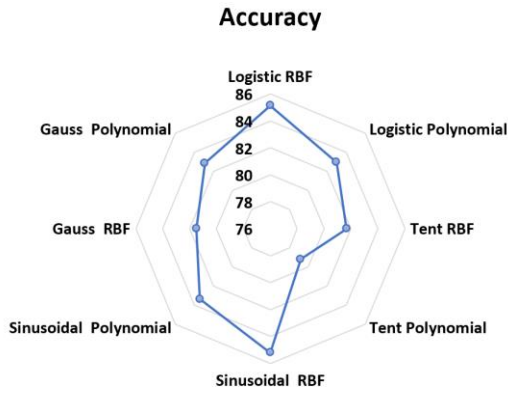 Accuracy
Logistic RBF
86
84
82
80
78
76
Gauss Polynomial
Logistic Polynomial
Gauss RBF
Tent RBF
Sinusoidal Polynomial
Tent Polynomial
Sinusoidal RBF